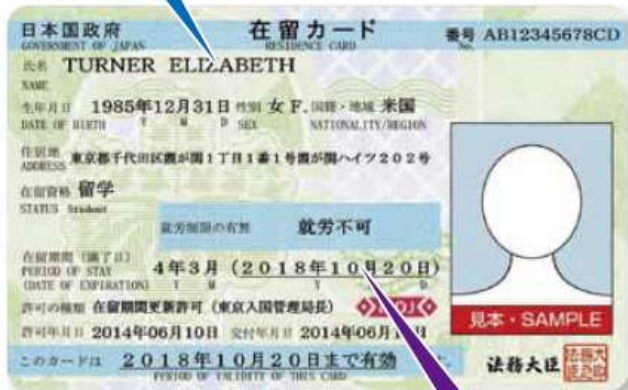 日本国政府 在留カード 番号 AB12345678CD
GOVERNMENT OF JAPAN RESIDENCE CARD No.
氏名 TURNER ELIZABETH
NAME
生年月日 1985年12月31日 性別 女 F. 国籍・地域 米国
DATE OF BIRTH Y M D SEX NATIONALITY/REGION
住居地 東京都千代田区霞が関1丁目1番1号霞が関ハイツ202号
ADDRESS
在留資格 留学
STATUS Student
就労制限の有無 就労不可
在留期間(満了日) 4年3月(2018年10月20日)
PERIOD OF STAY
(DATE OF EXPIRATION) Y M Y M D
許可の種類 在留期間更新許可(東京入国管理局長) MOJ
見本・SAMPLE
許可年月日 2014年06月10日 交付年月日 2014年06月
このカードは 2018年10月20日まで有効 です。
PERIOD OF VALIDITY OF THIS CARD
法務大臣